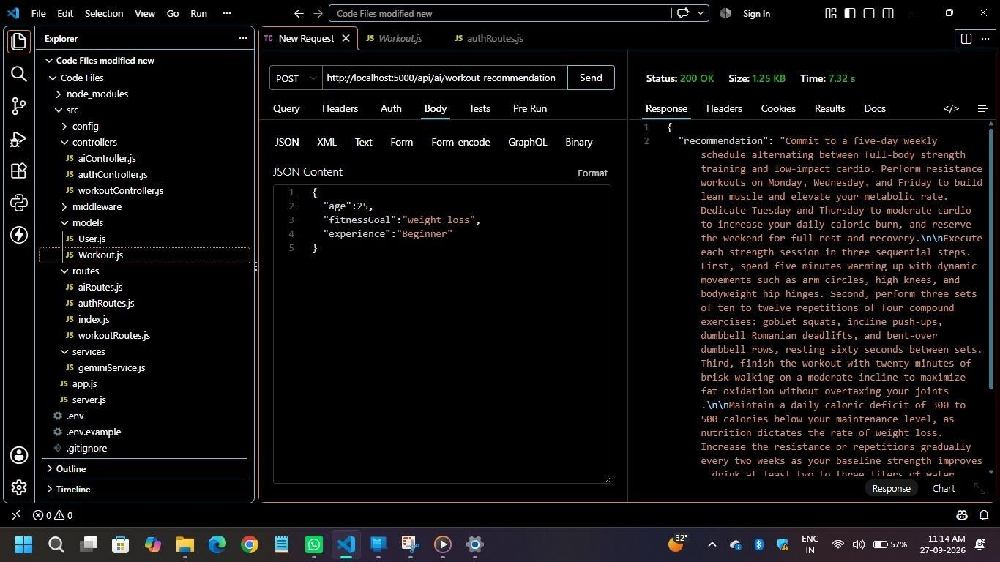 File Edit Selection View Go Run ···
Code Files modified new
Sign In
Explorer ···
Code Files modified new
Code Files
node_modules
src
config
controllers
JS aiController.js
JS authController.js
JS workoutController.js
middleware
models
JS User.js
JS Workout.js
routes
JS aiRoutes.js
JS authRoutes.js
JS index.js
JS workoutRoutes.js
services
JS geminiService.js
JS app.js
JS server.js
.env
.env.example
.gitignore
Outline
Timeline
TC New Request
JS Workout.js
JS authRoutes.js
POST http://localhost:5000/api/ai/workout-recommendation Send
Query Headers Auth Body Tests Pre Run
JSON XML Text Form Form-encode GraphQL Binary
JSON Content Format
1 {
2 "age":25,
3 "fitnessGoal":"weight loss",
4 "experience":"Beginner"
5 }
Status: 200 OK Size: 1.25 KB Time: 7.32 s
Response Headers Cookies Results Docs </>
1 {
2 "recommendation": "Commit to a five-day weekly
schedule alternating between full-body strength
training and low-impact cardio. Perform resistance
workouts on Monday, Wednesday, and Friday to build
lean muscle and elevate your metabolic rate.
Dedicate Tuesday and Thursday to moderate cardio
to increase your daily caloric burn, and reserve
the weekend for full rest and recovery.\n\nExecute
each strength session in three sequential steps.
First, spend five minutes warming up with dynamic
movements such as arm circles, high knees, and
bodyweight hip hinges. Second, perform three sets
of ten to twelve repetitions of four compound
exercises: goblet squats, incline push-ups,
dumbbell Romanian deadlifts, and bent-over
dumbbell rows, resting sixty seconds between sets.
Third, finish the workout with twenty minutes of
brisk walking on a moderate incline to maximize
fat oxidation without overtaxing your joints
.\n\nMaintain a daily caloric deficit of 300 to
500 calories below your maintenance level, as
nutrition dictates the rate of weight loss.
Increase the resistance or repetitions gradually
every two weeks as your baseline strength improves
drink at least two to three liters of water
Response Chart
0 0
32°
ENG
IN
57%
11:14 AM
27-09-2026